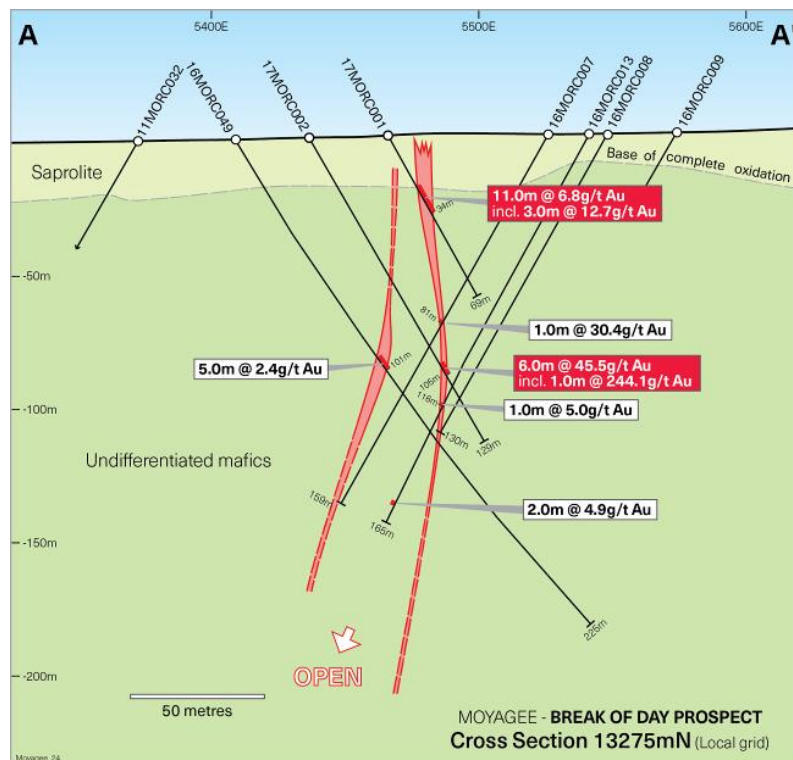 A
5400E
5500E
5600E
A'
11MORC032
16MORC049
17MORC002
17MORC001
16MORC007
16MORC013
16MORC008
16MORC009
Saprolite
Base of complete oxidation
11.0m @ 6.8g/t Au
incl. 3.0m @ 12.7g/t Au
34m
-50m
69m
81m
1.0m @ 30.4g/t Au
5.0m @ 2.4g/t Au
101m
6.0m @ 45.5g/t Au
incl. 1.0m @ 244.1g/t Au
105m
118m
1.0m @ 5.0g/t Au
-100m
130m
129m
Undifferentiated mafics
159m
2.0m @ 4.9g/t Au
165m
-150m
225m
-200m
OPEN
50 metres
MOYAGEE - BREAK OF DAY PROSPECT
Cross Section 13275mN (Local grid)
Moyagee_24